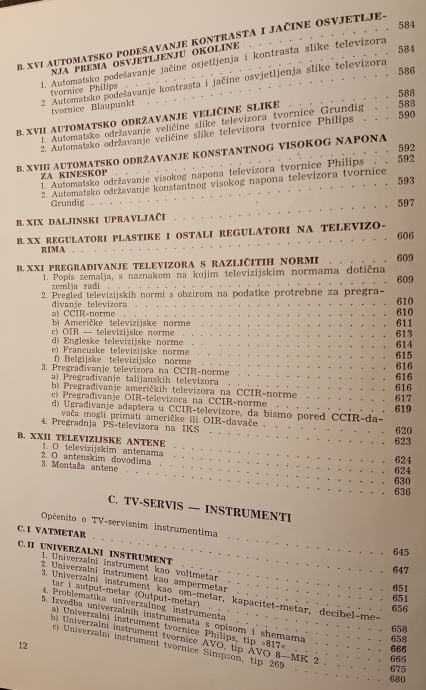 B. XVI AUTOMATSKO PODEŠAVANJE KONTRASTA I JAČINE OSVJETLJE-
NJA PREMA OSVJETLJENJU OKOLINE . . . 584
1. Automatsko podešavanje jačine osjetljenja i kontrasta slike televizora
tvornice Philips . . . 584
2 Automatsko podešavanje kontrasta i jačine osvjetljenja slike televizora
tvornice Blaupunkt . . . 586
B. XVII AUTOMATSKO ODRŽAVANJE VELIČINE SLIKE . . . 588
1. Automatsko održavanje veličine slike televizora tvornice Grundig . . . 588
2. Automatsko održavanje veličine slike televizora tvornice Philips . . . 590
B. XVIII AUTOMATSKO ODRŽAVANJE KONSTANTNOG VISOKOG NAPONA
ZA KINESKOP . . . 592
1. Automatsko održavanje visokog napona televizora tvornice Philips . . . 592
2. Automatsko održavanje konstantnog visokog napona televizora tvornice
Grundig . . . 593
B. XIX DALJINSKI UPRAVLJAČI . . . 597
B. XX REGULATORI PLASTIKE I OSTALI REGULATORI NA TELEVIZO-
RIMA . . . 606
B. XXI PREGRAĐIVANJE TELEVIZORA S RAZLIČITIH NORMI . . . 609
1. Popis zemalja, s naznakom na kojim televizijskim normama dotična
zemlja radi . . . 609
2. Pregled televizijskih normi s obzirom na podatke potrebne za pregra-
đivanje televizora . . . 610
a) CCIR-norme . . . 610
b) Američke televizijske norme . . . 611
c) OIR — televizijske norme . . . 613
d) Engleske televizijske norme . . . 614
e) Francuske televizijske norme . . . 615
f) Belgijske televizijske norme . . . 616
3. Pregrađivanje televizora na CCIR-norme . . . 616
a) Pregrađivanje talijanskih televizora . . . 616
b) Pregrađivanje američkih televizora na CCIR-norme . . . 617
c) Pregrađivanje OIR-televizora na CCIR-norme . . . 619
d) Ugrađivanje adaptera u CCIR-televizore, da bismo pored CCIR-da-
vača mogli primati američke ili OIR-davače . . . 620
4. Pregradnja PS-televizora na IKS . . . 623
B. XXII TELEVIZIJSKE ANTENE . . . 624
1. O televizijskim antenama . . . 624
2. O antenskim dovodima . . . 630
3. Montaža antene . . . 636
C. TV-SERVIS — INSTRUMENTI
Općenito o TV-servisnim instrumentima . . . 645
C. I VATMETAR . . . 647
C. II UNIVERZALNI INSTRUMENT . . . 651
1. Univerzalni instrument kao voltmetar . . . 651
2. Univerzalni instrument kao ampermetar . . . 656
3. Univerzalni instrument kao om-metar, kapacitet-metar, decibel-me-
tar i autput-metar (Output-metar) . . . 658
4. Problematika univerzalnog instrumenta . . . 658
5. Izvedba univerzalnih instrumenata s opisom i shemama . . . 666
a) Univerzalni instrument tvornice Philips, tip »817« . . . 666
b) Univerzalni instrument tvornice AVO, tip AVO 8—MK 2 . . . 675
c) Univerzalni instrument tvornice Simpson, tip 269 . . . 680
12